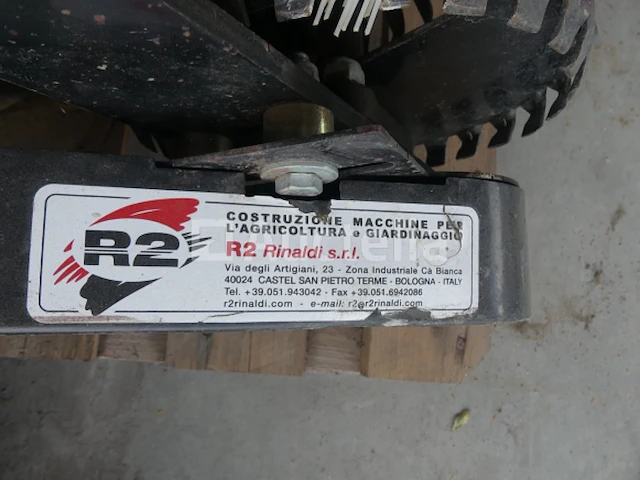 R2
COSTRUZIONE MACCHINE PER
L'AGRICOLTURA e GIARDINAGGIO
R2 Rinaldi s.r.l.
Via degli Artigiani, 23 - Zona Industriale Cà Bianca
40024 CASTEL SAN PIETRO TERME - BOLOGNA - ITALY
Tel. +39.051.943042 - Fax +39.051.6942086
r2rinaldi.com - e-mail: r2@r2rinaldi.com